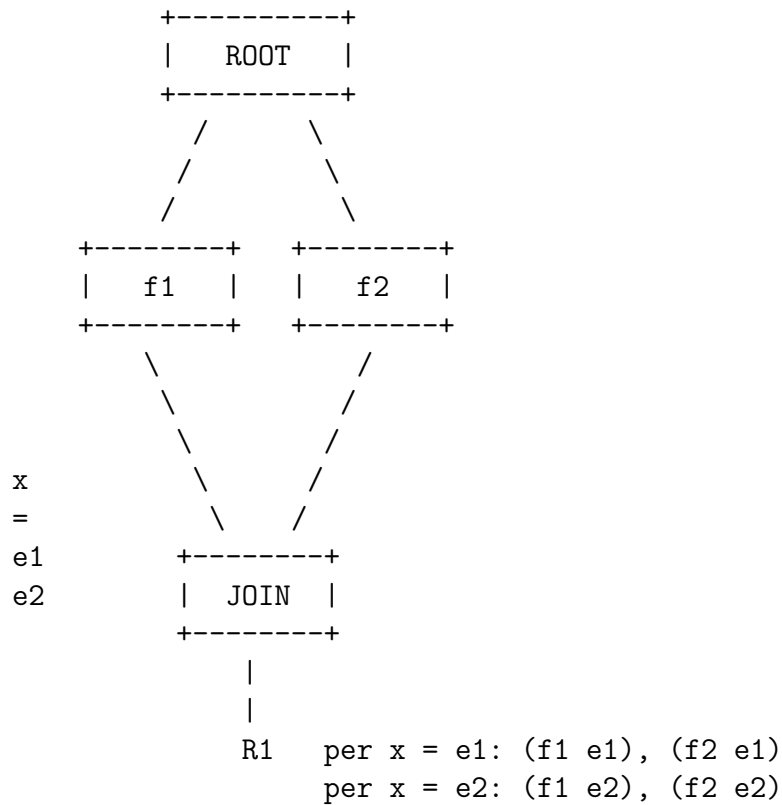 ROOT
f1 f2
x
=
e1
e2 JOIN
R1 per x = e1: (f1 e1), (f2 e1)
per x = e2: (f1 e2), (f2 e2)